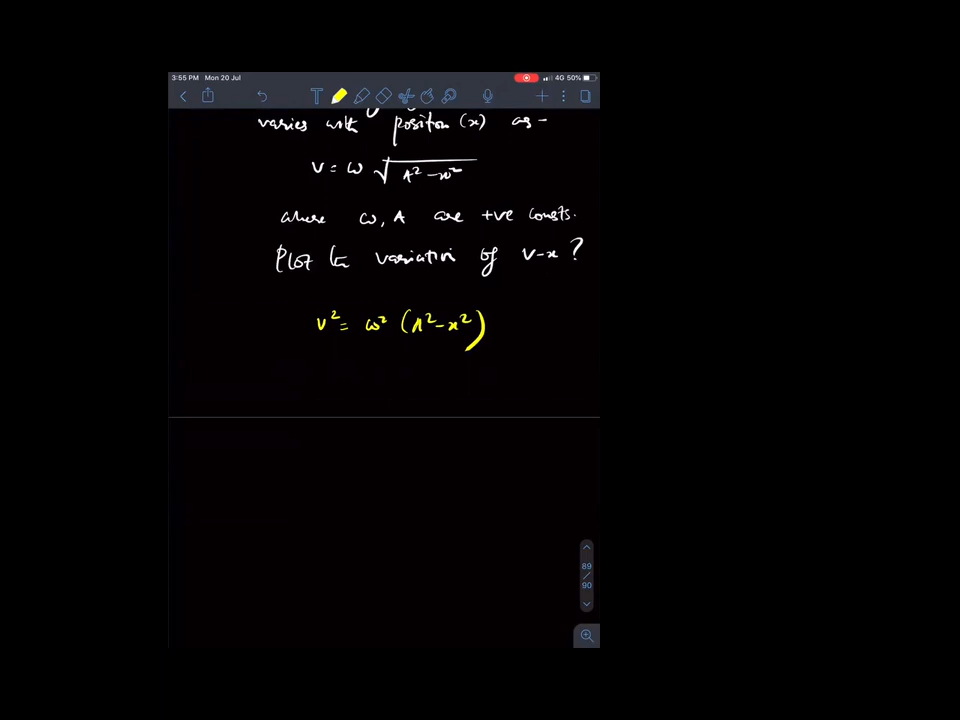 3:55 PM Mon 20 Jul 4G 50%
T
varies with position (x) as -
v = ω √(A² - x²)
where ω, A are +ve consts.
Plot the variation of v-x ?
v² = ω² (A² - x²)
89
/
90